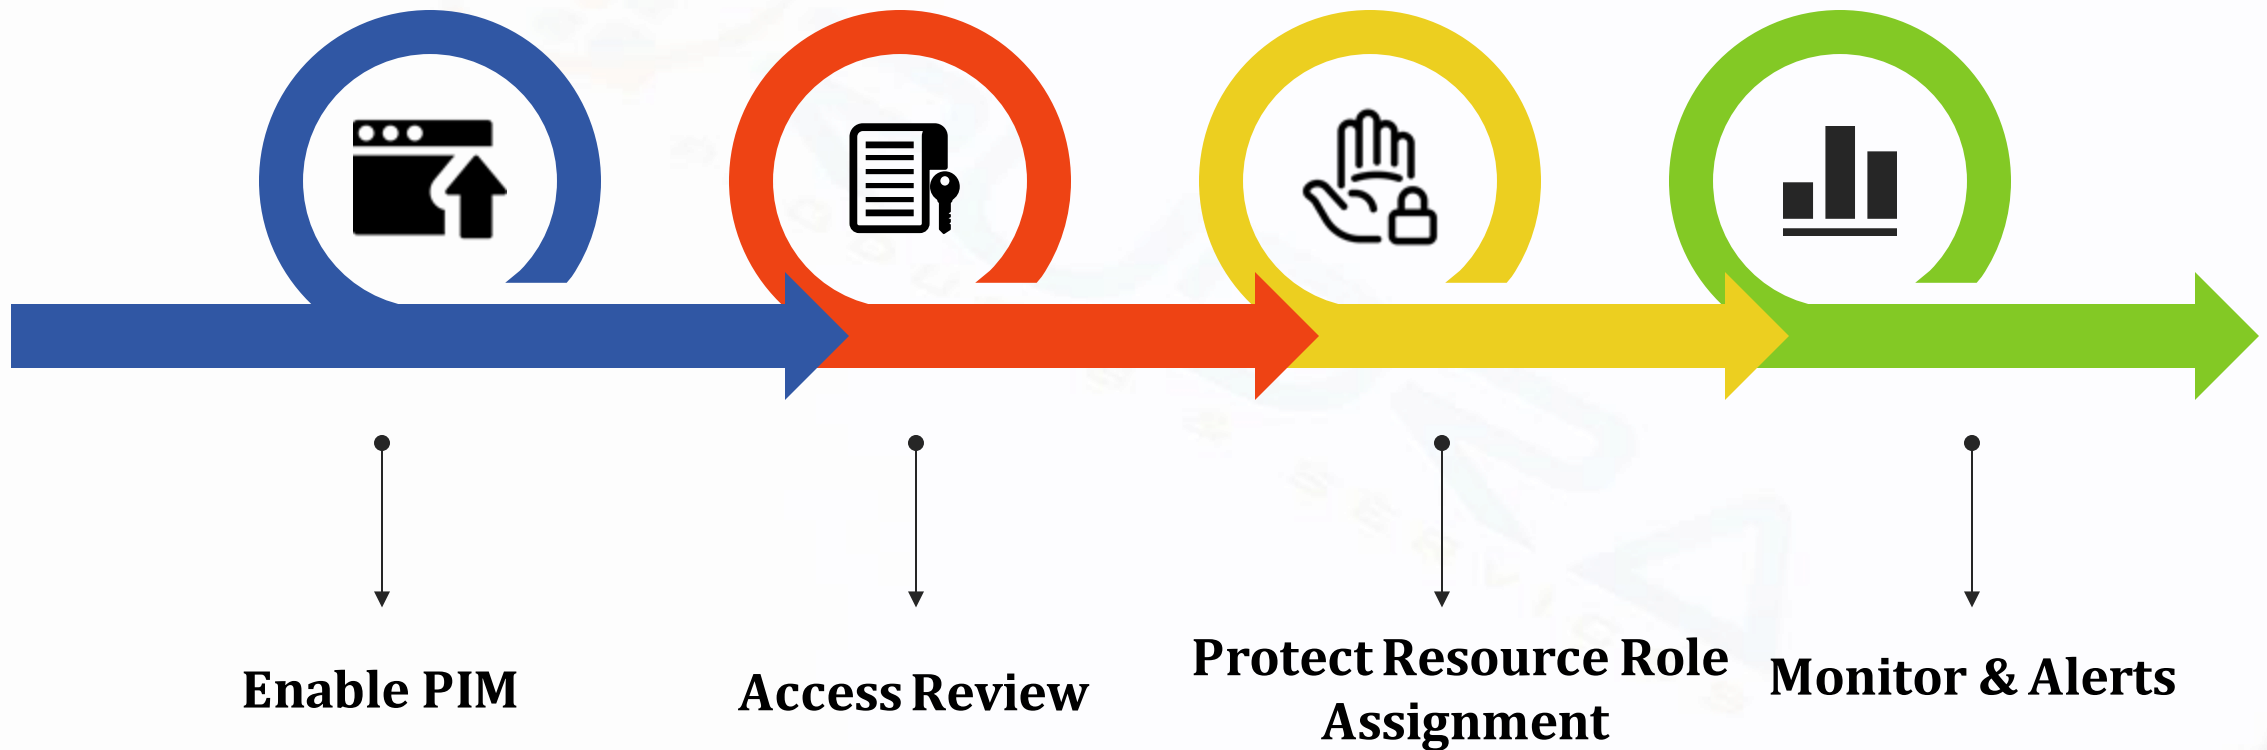 Enable PIM
Access Review
Protect Resource Role
Assignment
Monitor & Alerts